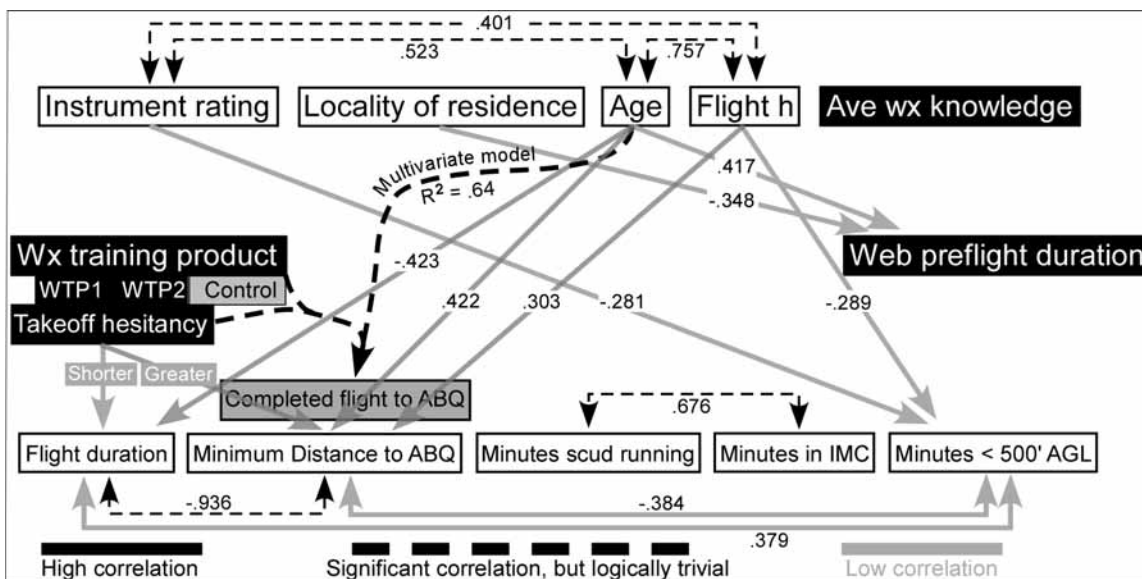 .401
.523
.757
Instrument rating
Locality of residence
Age
Flight h
Ave wx knowledge
Multivariate model
R² = .64
.417
-.348
Wx training product
WTP1 WTP2 Control
Takeoff hesitancy
Web preflight duration
-.423
.422
.303
-.281
-.289
Shorter
Greater
Completed flight to ABQ
.676
Flight duration
Minimum Distance to ABQ
Minutes scud running
Minutes in IMC
Minutes < 500' AGL
-.936
-.384
.379
High correlation
Significant correlation, but logically trivial
Low correlation